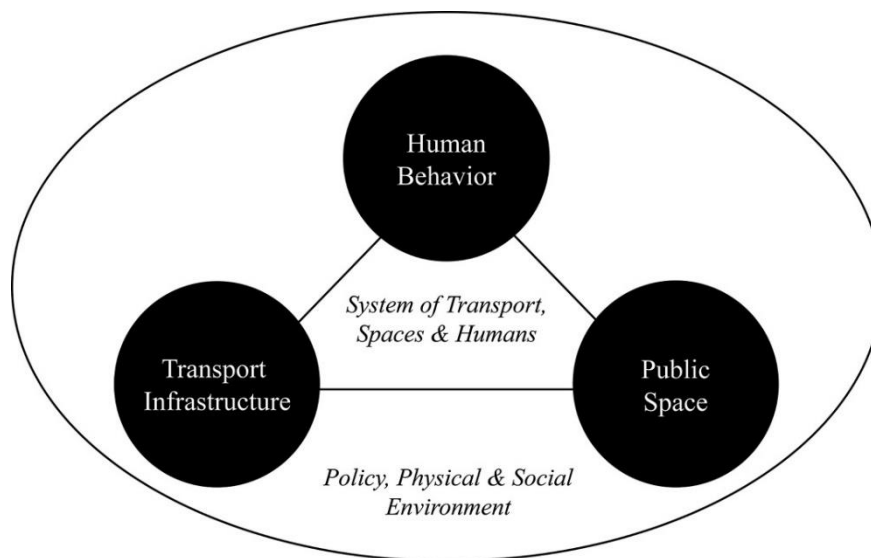 Human
Behavior
System of Transport,
Spaces & Humans
Transport
Infrastructure
Public
Space
Policy, Physical & Social
Environment